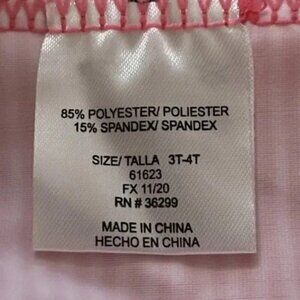 85% POLYESTER/ POLIESTER
15% SPANDEX/ SPANDEX
SIZE/ TALLA 3T-4T
61623
FX 11/20
RN # 36299
MADE IN CHINA
HECHO EN CHINA